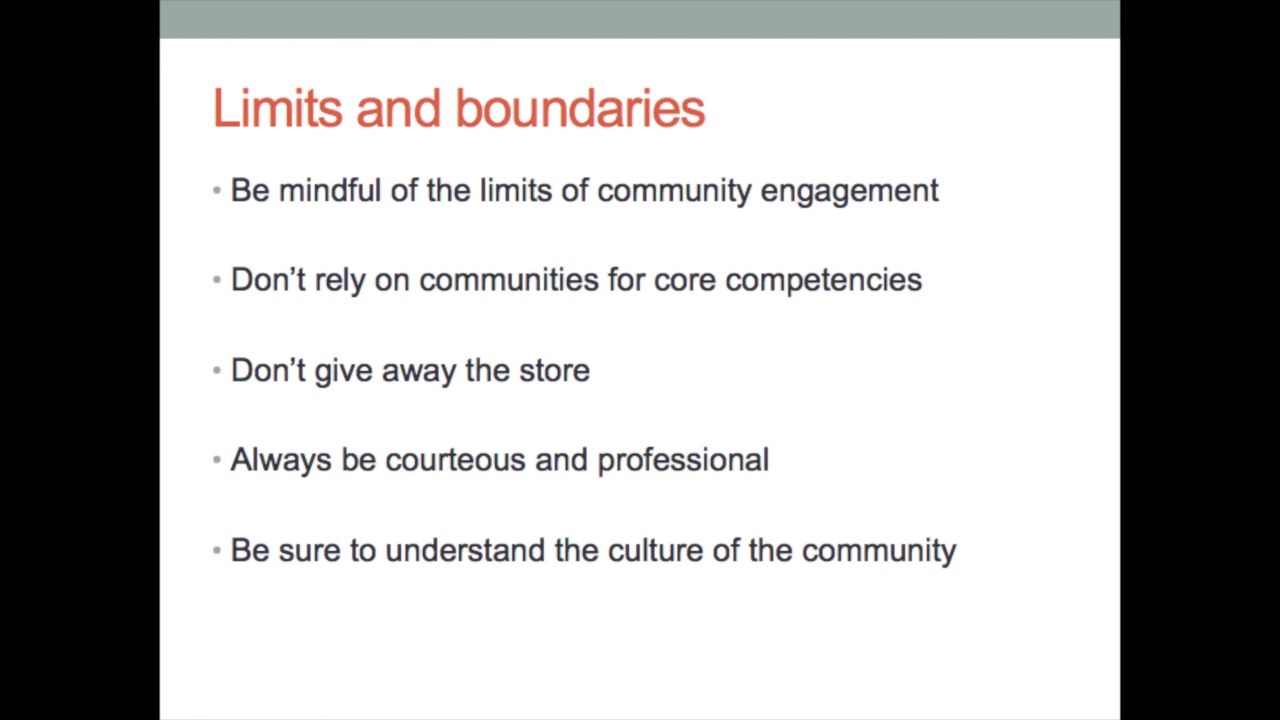 Limits and boundaries
• Be mindful of the limits of community engagement
• Don’t rely on communities for core competencies
• Don’t give away the store
• Always be courteous and professional
• Be sure to understand the culture of the community